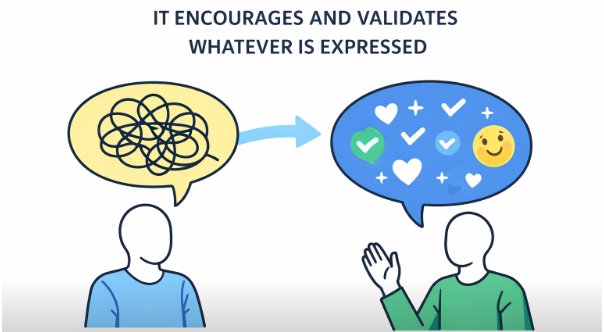 IT ENCOURAGES AND VALIDATES
WHATEVER IS EXPRESSED